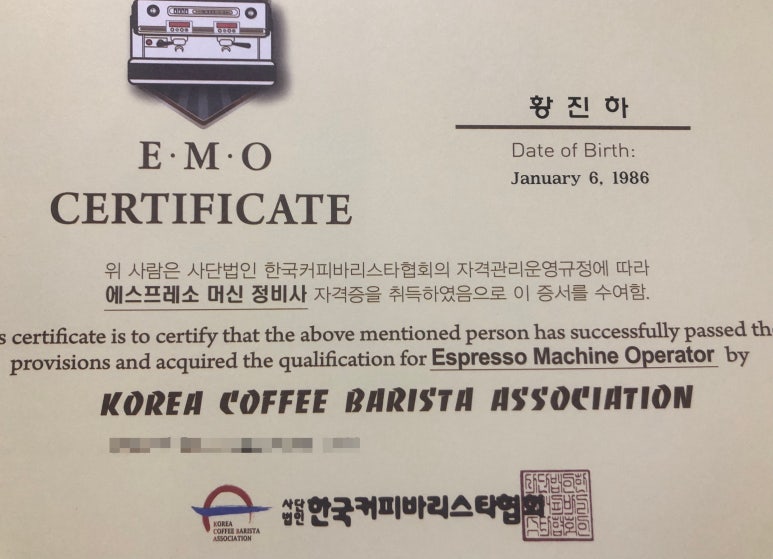 황진하
Date of Birth:
January 6, 1986
E·M·O
CERTIFICATE
위 사람은 사단법인 한국커피바리스타협회의 자격관리운영규정에 따라
에스프레소 머신 정비사 자격증을 취득하였음으로 이 증서를 수여함.
s certificate is to certify that the above mentioned person has successfully passed the
provisions and acquired the qualification for Espresso Machine Operator by
KOREA COFFEE BARISTA ASSOCIATION
KOREA
COFFEE BARISTA
ASSOCIATION
사단법인 한국커피바리스타협회